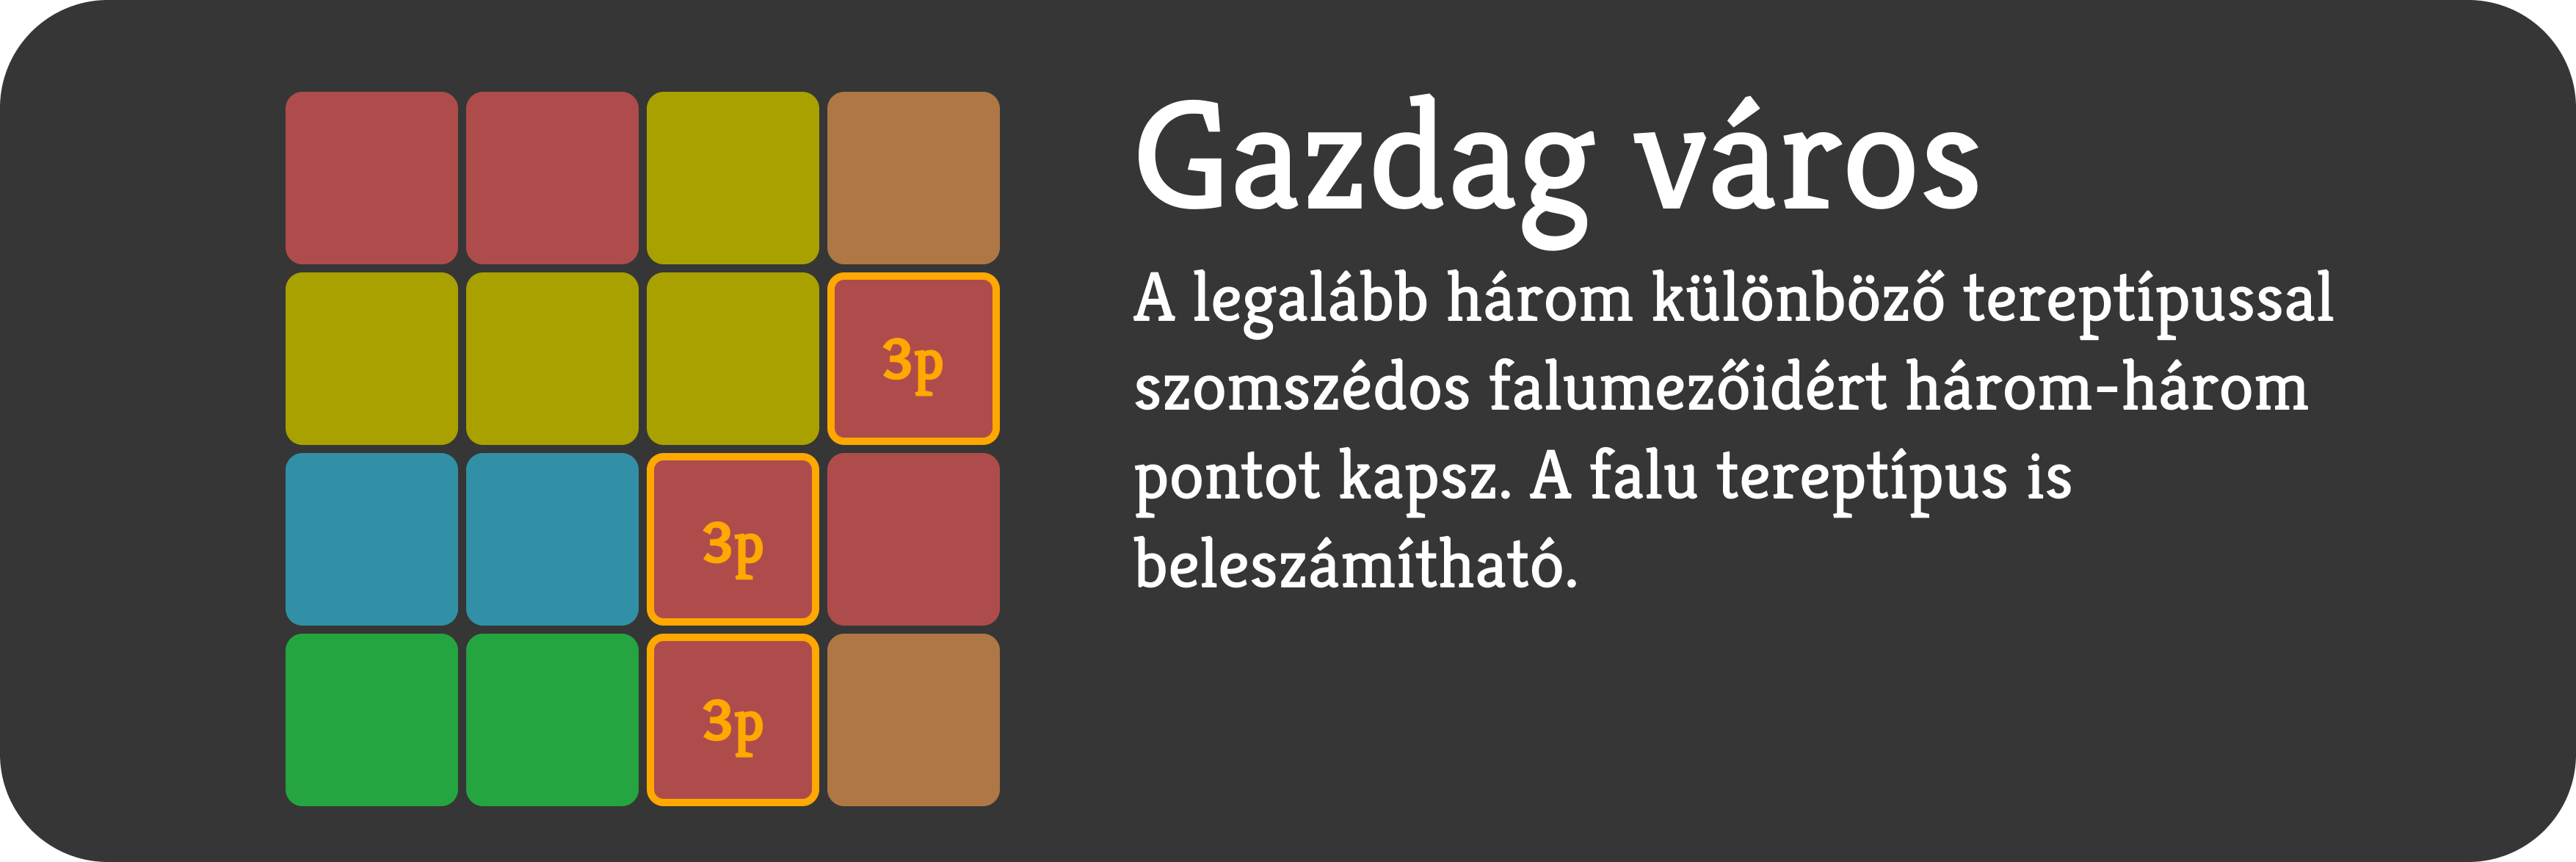 Gazdag város
A legalább három különböző tereptípussal
szomszédos falumezőidért három-három
pontot kapsz. A falu tereptípus is
beleszámítható.
3p
3p
3p